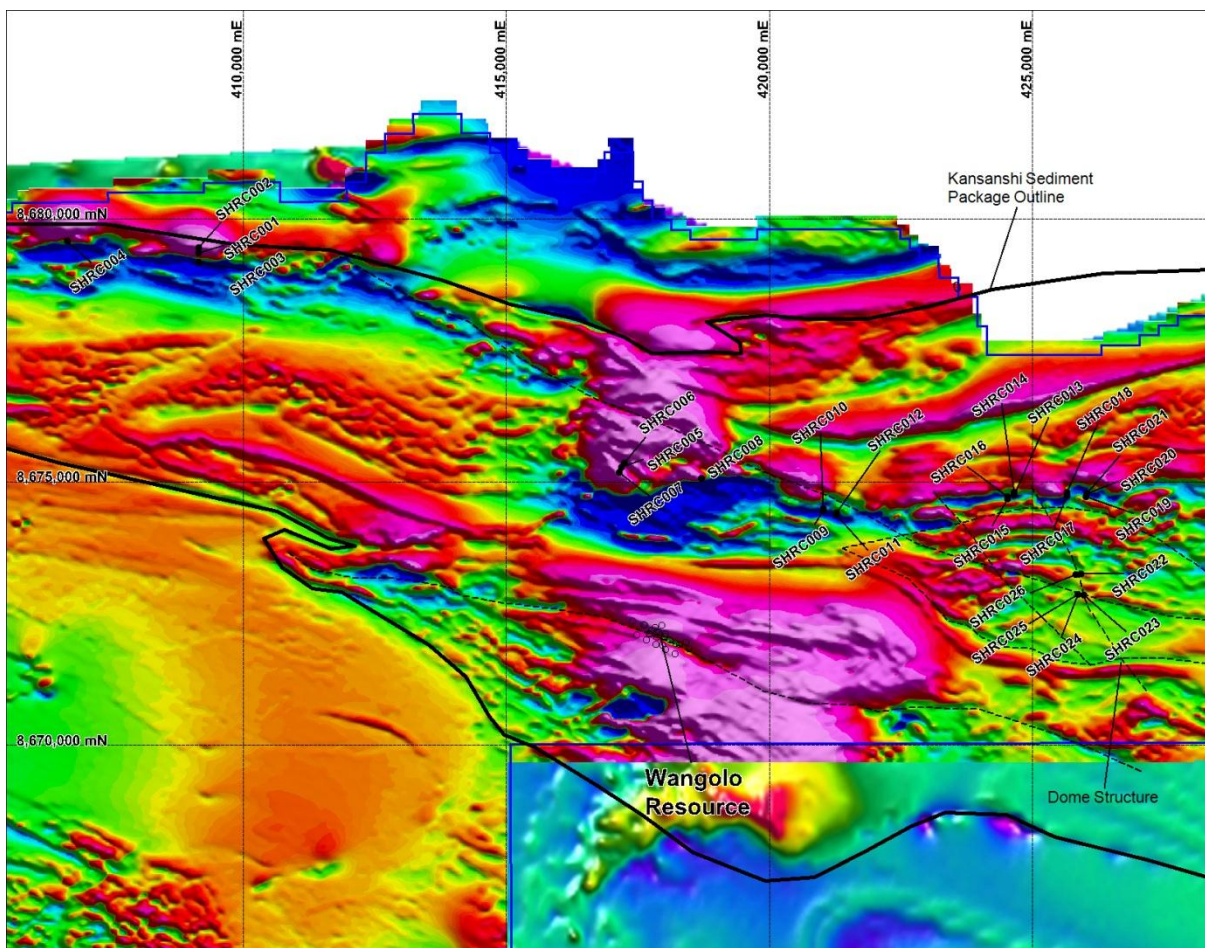 410,000 mE
415,000 mE
420,000 mE
425,000 mE
Kansanshi Sediment
Package Outline
8,680,000 mN
SHRC002
SHRC001
SHRC004
SHRC003
SHRC006
SHRC005
SHRC008
SHRC007
SHRC010
SHRC012
SHRC014
SHRC013
SHRC018
SHRC021
SHRC016
SHRC020
8,675,000 mN
SHRC009
SHRC011
SHRC015
SHRC017
SHRC019
SHRC022
SHRC026
SHRC025
SHRC024
SHRC023
8,670,000 mN
Wangolo
Resource
Dome Structure